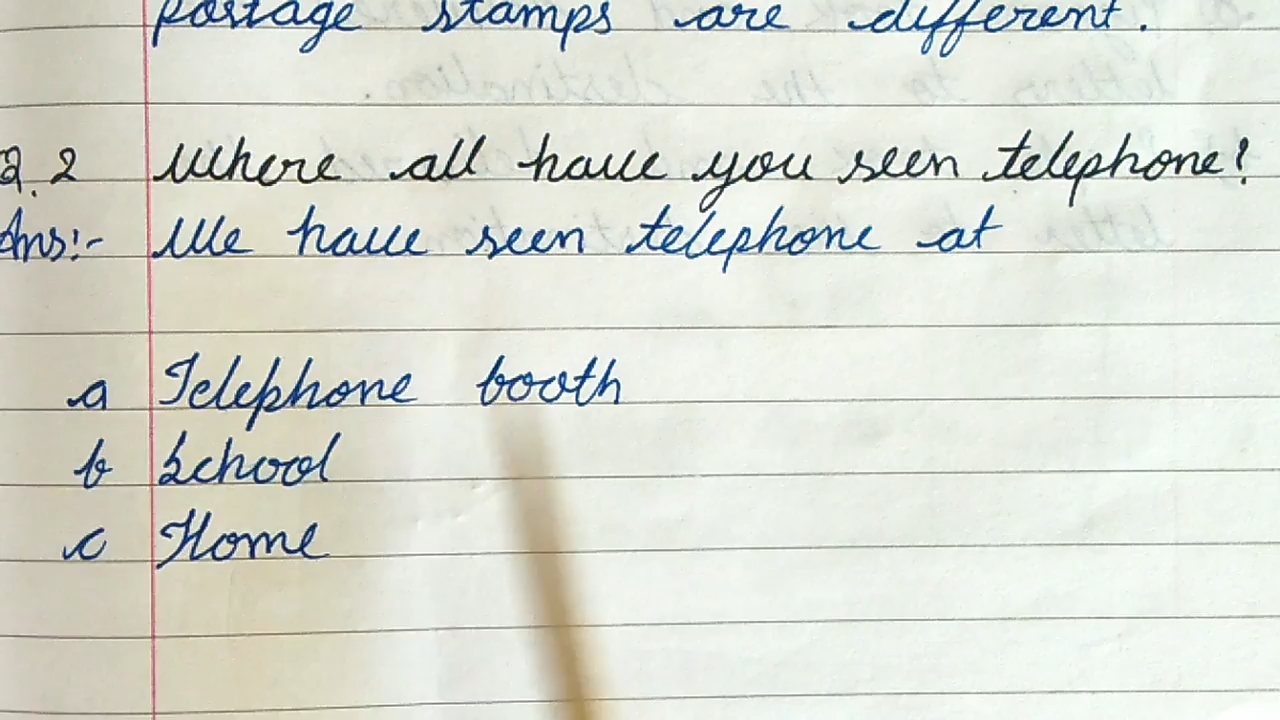 postage stamps are different.
Q.2 Where all have you seen telephone?
Ans:- We have seen telephone at
a Telephone booth
b School
c Home